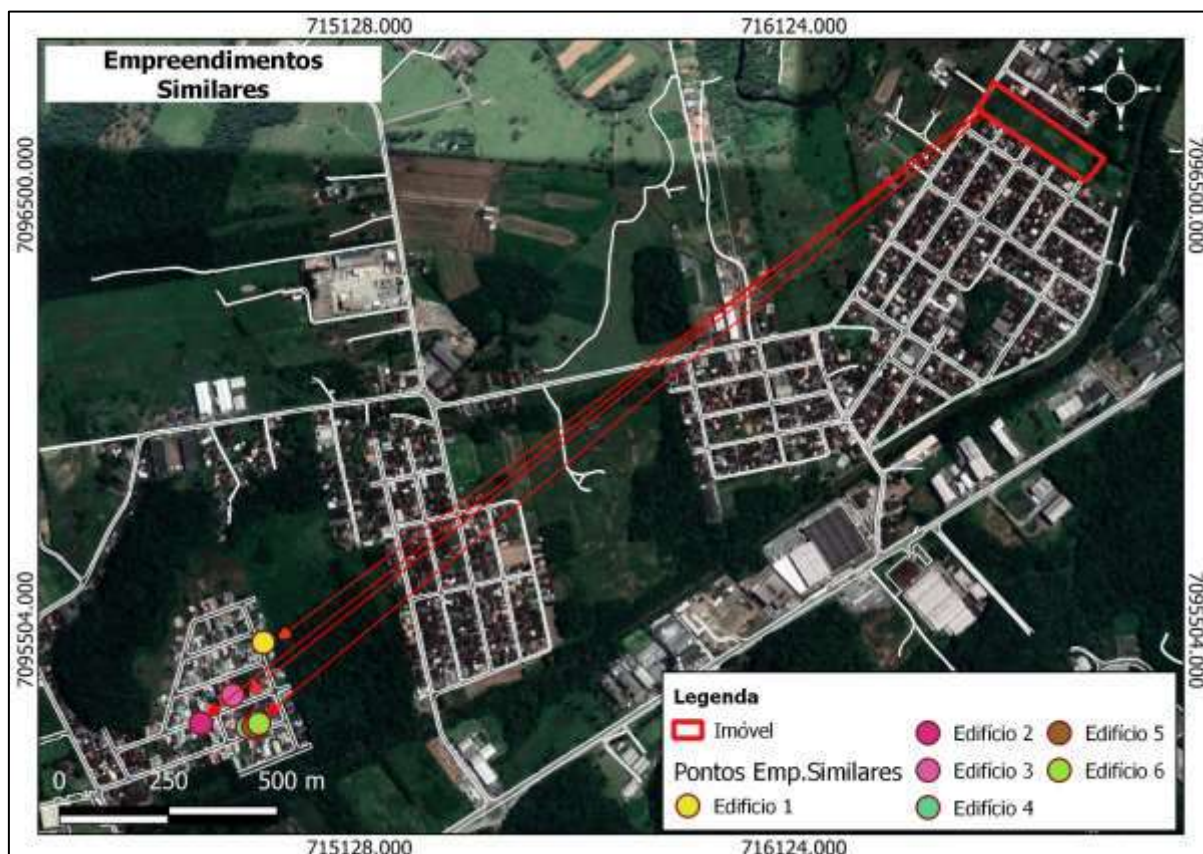 715128.000
716124.000
Empreendimentos
Similares
7096500.000
7096500.000
7095504.000
7095504.000
0
250
500 m
Legenda
Imóvel
Pontos Emp.Similares
Edifício 1
Edifício 2
Edifício 3
Edifício 4
Edifício 5
Edifício 6
715128.000
716124.000